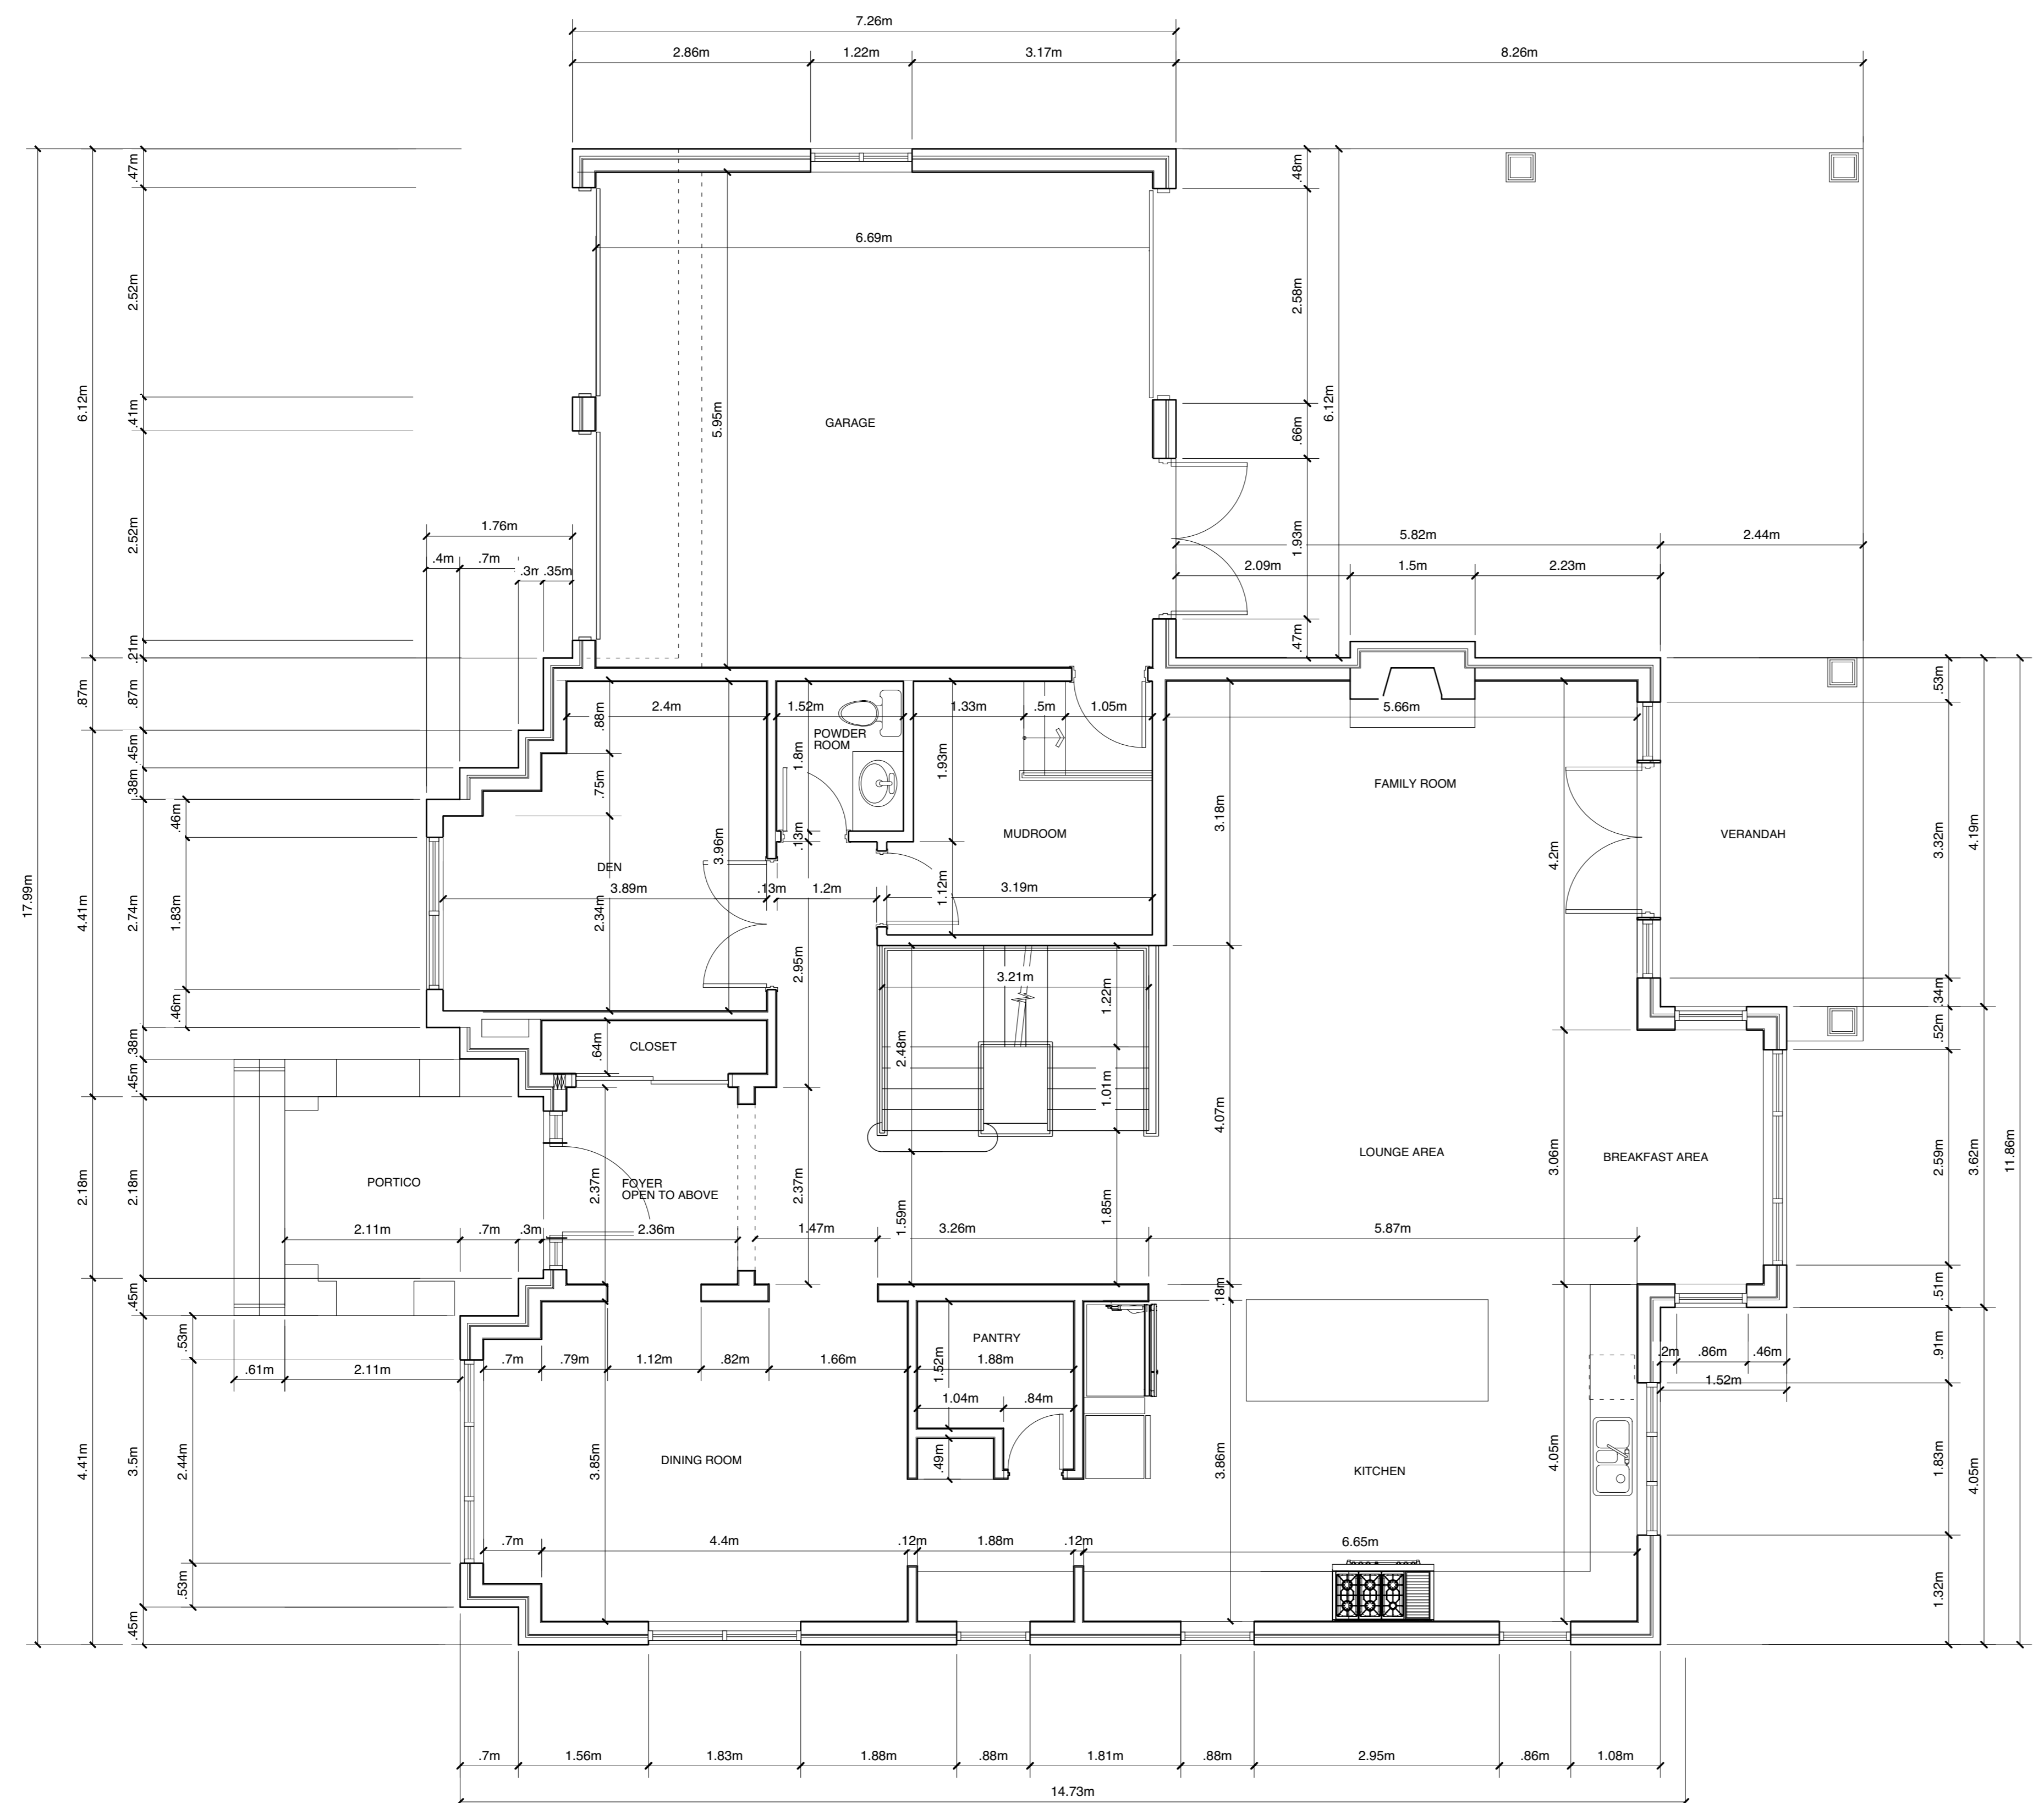 7.26m
2.86m 1.22m 3.17m 8.26m
.47m
.48m
6.69m
2.52m
2.58m
6.12m
.41m
5.95m
GARAGE
6.12m
.66m
2.52m
1.76m
1.93m
5.82m 2.44m
.4m .7m
.35m
2.09m 1.5m 2.23m
.21m
.47m
.87m
.87m
.53m
2.4m 1.52m 1.33m .5m 1.05m 5.66m
.88m
POWDER
ROOM
.45m
1.8m
1.93m
.38m
.75m
FAMILY ROOM
.46m
3.18m
MUDROOM
VERANDAH
.13m
3.96m
4.2m
3.32m
4.19m
DEN
3.89m .13m 1.2m 3.19m
1.12m
17.99m
4.41m
2.74m
1.83m
2.34m
2.95m
3.21m
1.22m
.34m
.46m
.52m
.38m
.64m
CLOSET
2.48m
.45m
1.01m
4.07m
LOUNGE AREA
BREAKFAST AREA
3.06m
2.59m
3.62m
11.86m
PORTICO
2.18m
2.18m
2.37m
FOYER
OPEN TO ABOVE
2.37m
1.59m
1.85m
2.11m .7m .3m 2.36m 1.47m 3.26m 5.87m
.45m
.18m
.51m
.53m
PANTRY
.91m
.7m .79m 1.12m .82m 1.66m 1.52m 1.88m
.2m .86m .46m
.61m 2.11m
1.52m
1.04m .84m
4.41m
3.5m
2.44m
DINING ROOM
3.85m
.49m
3.86m
KITCHEN
4.05m
1.83m
4.05m
.7m 4.4m .12m 1.88m .12m 6.65m
.53m
1.32m
.45m
.7m 1.56m 1.83m 1.88m .88m 1.81m .88m 2.95m .86m 1.08m
14.73m